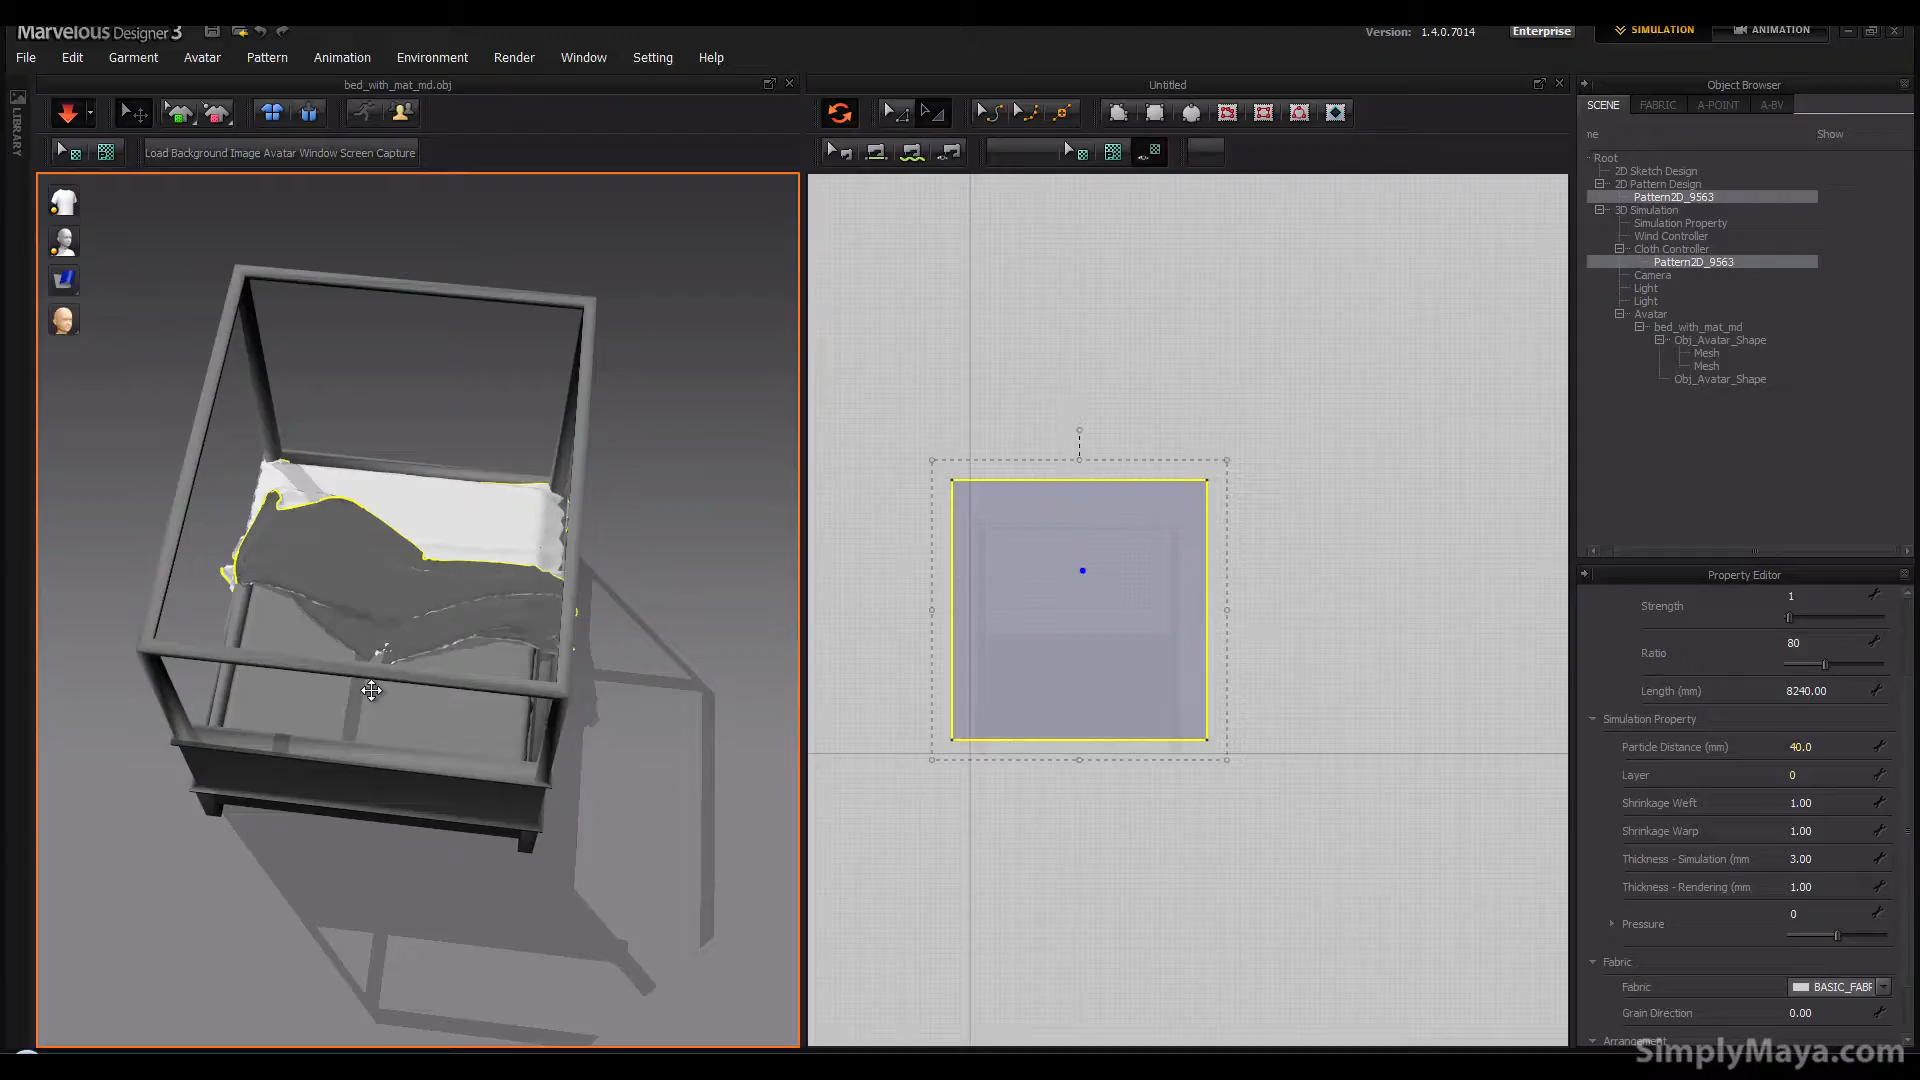 Marvelous Designer 3
Version: 1.4.0.7014 Enterprise SIMULATION ANIMATION
File Edit Garment Avatar Pattern Animation Environment Render Window Setting Help
bed_with_mat_md.obj
Untitled
Object Browser
LIBRARY
SCENE FABRIC A-POINT A-BV
me Show
Load Background Image Avatar Window Screen Capture
Root
2D Sketch Design
2D Pattern Design
Pattern2D_9563
3D Simulation
Simulation Property
Wind Controller
Cloth Controller
Pattern2D_9563
Camera
Light
Light
Avatar
bed_with_mat_md
Obj_Avatar_Shape
Mesh
Mesh
Obj_Avatar_Shape
Property Editor
Strength 1
Ratio 80
Length (mm) 8240.00
Simulation Property
Particle Distance (mm) 40.0
Layer 0
Shrinkage Weft 1.00
Shrinkage Warp 1.00
Thickness - Simulation (mm 3.00
Thickness - Rendering (mm 1.00
Pressure 0
Fabric
Fabric BASIC_FABR
Grain Direction 0.00
Arrangement
SimplyMaya.com